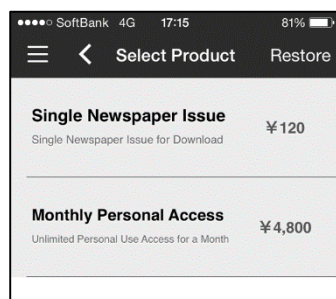 ●●●●○ SoftBank 4G 17:15 81%
Select Product Restore
Single Newspaper Issue
Single Newspaper Issue for Download
¥120
Monthly Personal Access
Unlimited Personal Use Access for a Month
¥4,800